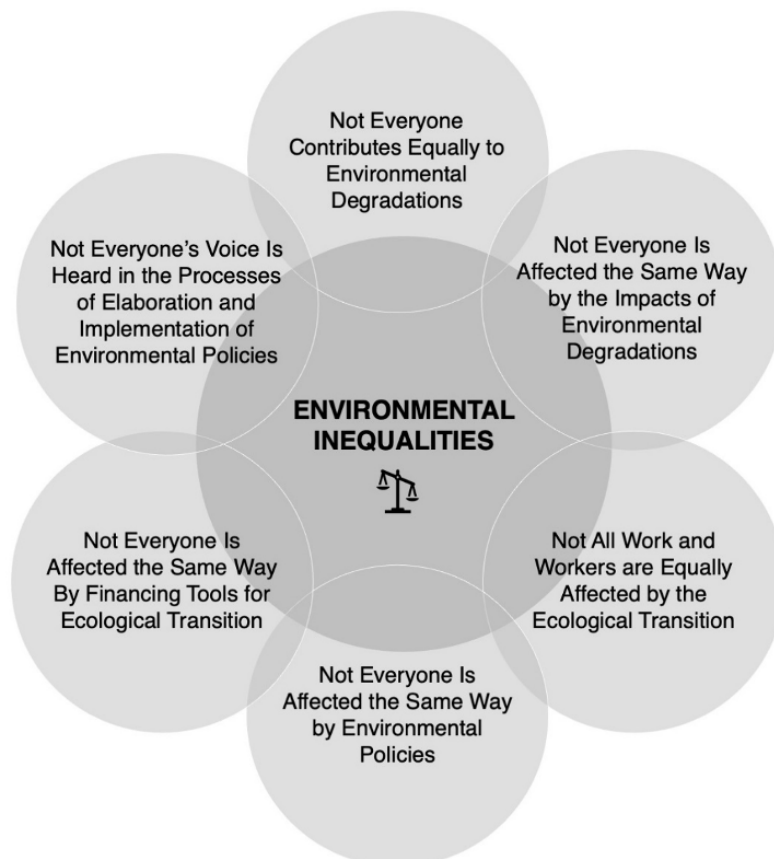 Not Everyone
Contributes Equally to
Environmental
Degradations
Not Everyone Is
Affected the Same Way
by the Impacts of
Environmental
Degradations
Not All Work and
Workers are Equally
Affected by the
Ecological Transition
Not Everyone Is
Affected the Same Way
by Environmental
Policies
Not Everyone Is
Affected the Same Way
By Financing Tools for
Ecological Transition
Not Everyone’s Voice Is
Heard in the Processes
of Elaboration and
Implementation of
Environmental Policies
ENVIRONMENTAL
INEQUALITIES